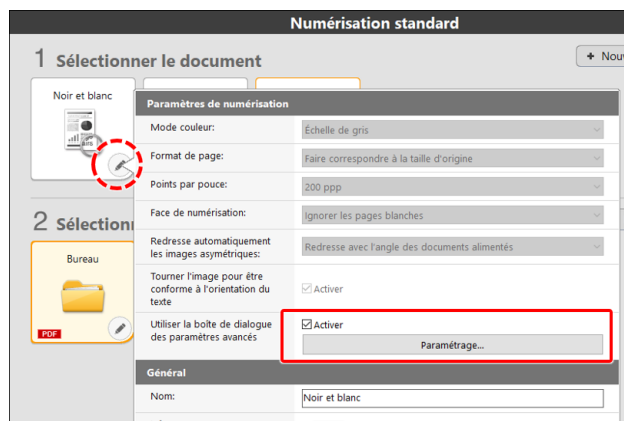 Numérisation standard
1 Sélectionner le document
+ Nou
Noir et blanc
Paramètres de numérisation
Mode couleur:
Échelle de gris
Format de page:
Faire correspondre à la taille d'origine
Points par pouce:
200 ppp
Face de numérisation:
Ignorer les pages blanches
2 Sélection
Redresse automatiquement
les images asymétriques:
Redresse avec l'angle des documents alimentés
Bureau
Tourner l'image pour être
conforme à l'orientation du
texte
Activer
PDF
Utiliser la boîte de dialogue
des paramètres avancés
Activer
Paramétrage...
Général
Nom:
Noir et blanc